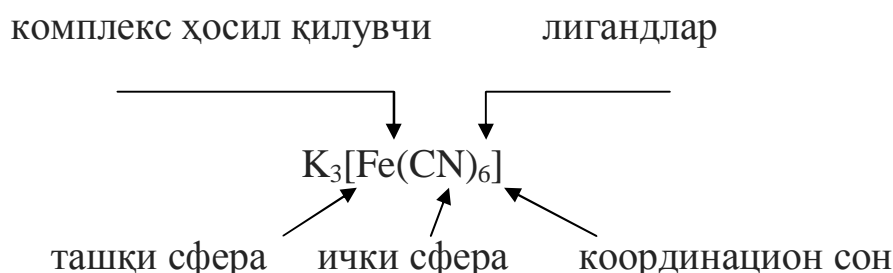 комплекс ҳосил қилувчи лигандлар
K₃[Fe(CN)₆]
ташқи сфера ички сфера координацион сон